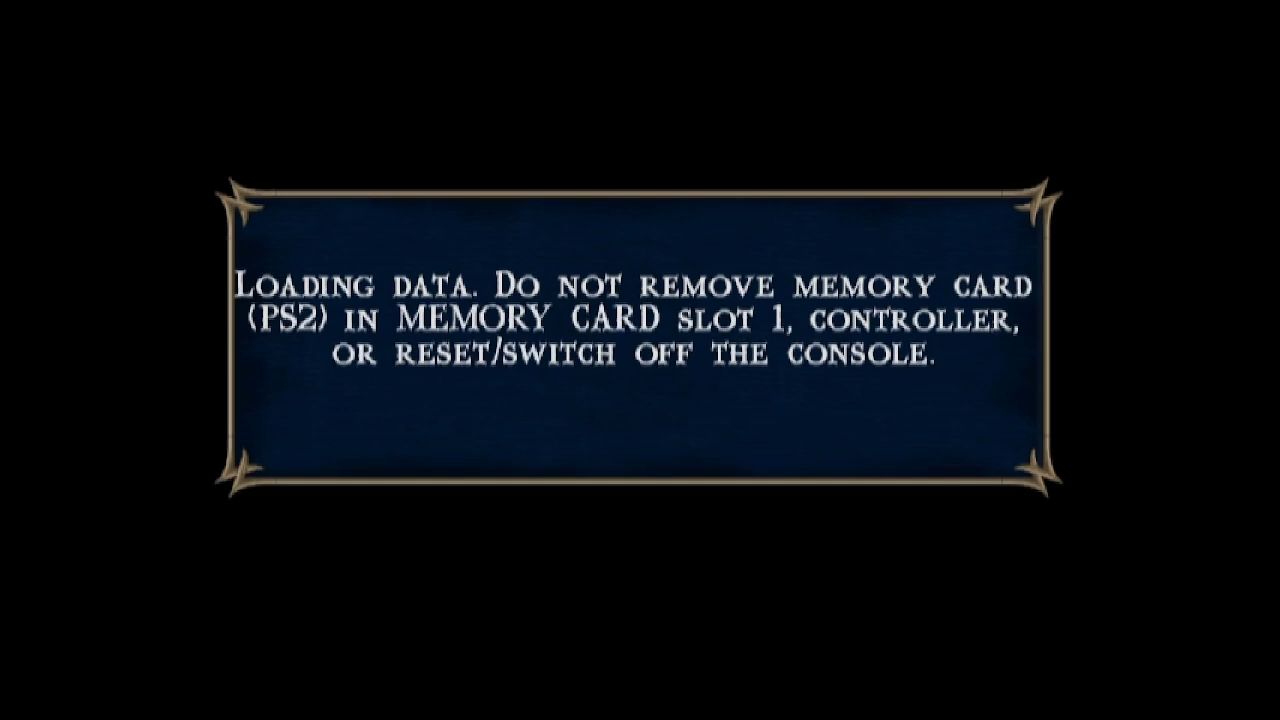 Loading data. Do not remove memory card
(PS2) in MEMORY CARD slot 1, controller,
or reset/switch off the console.